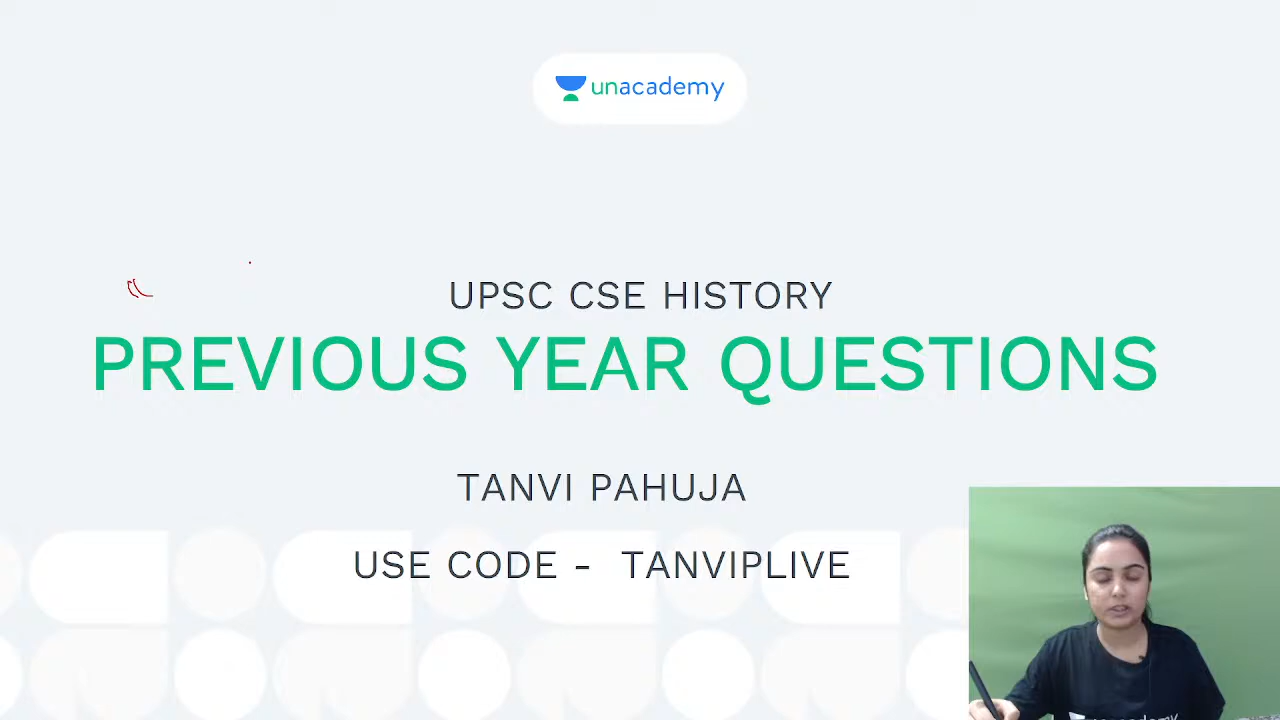 unacademy
UPSC CSE HISTORY
PREVIOUS YEAR QUESTIONS
TANVI PAHUJA
USE CODE - TANVIPLIVE